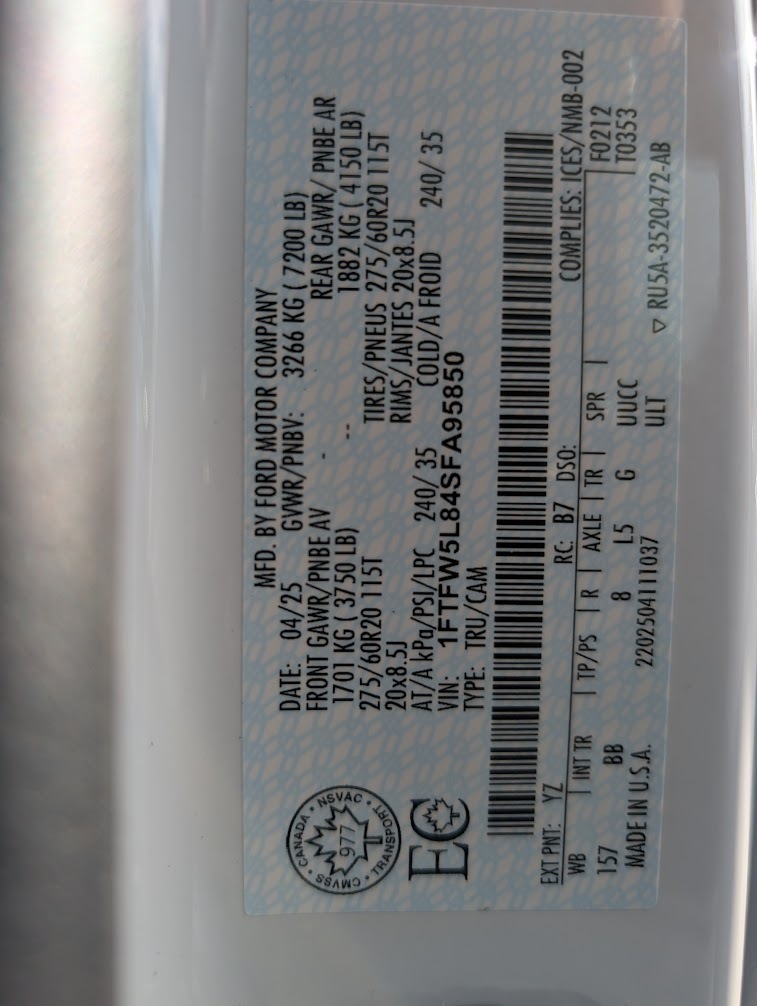 MFD. BY FORD MOTOR COMPANY
DATE: 04/25 GVWR/PNBV: 3266 KG ( 7200 LB)
FRONT GAWR/PNBE AV - REAR GAWR/ PNBE AR
1701 KG ( 3750 LB) -- 1882 KG ( 4150 LB)
275/60R20 115T TIRES/PNEUS 275/60R20 115T
20x8.5J RIMS/JANTES 20x8.5J
AT/A kPa/PSI/LPC 240/ 35 COLD/A FROID 240/ 35
VIN: 1FTFW5L84SFA95850
TYPE: TRU/CAM
CANADA • NSVAC • TRANSPORT • CMVSS •
977
EC
EXT PNT: YZ RC: B7 DSO: COMPLIES: ICES/NMB-002
WB | INT TR | TP/PS | R | AXLE | TR | SPR | F0212
157 BB 8 L5 G UUCC T0353
MADE IN U.S.A. 2202504111037 ULT
▽ RU5A-3520472-AB